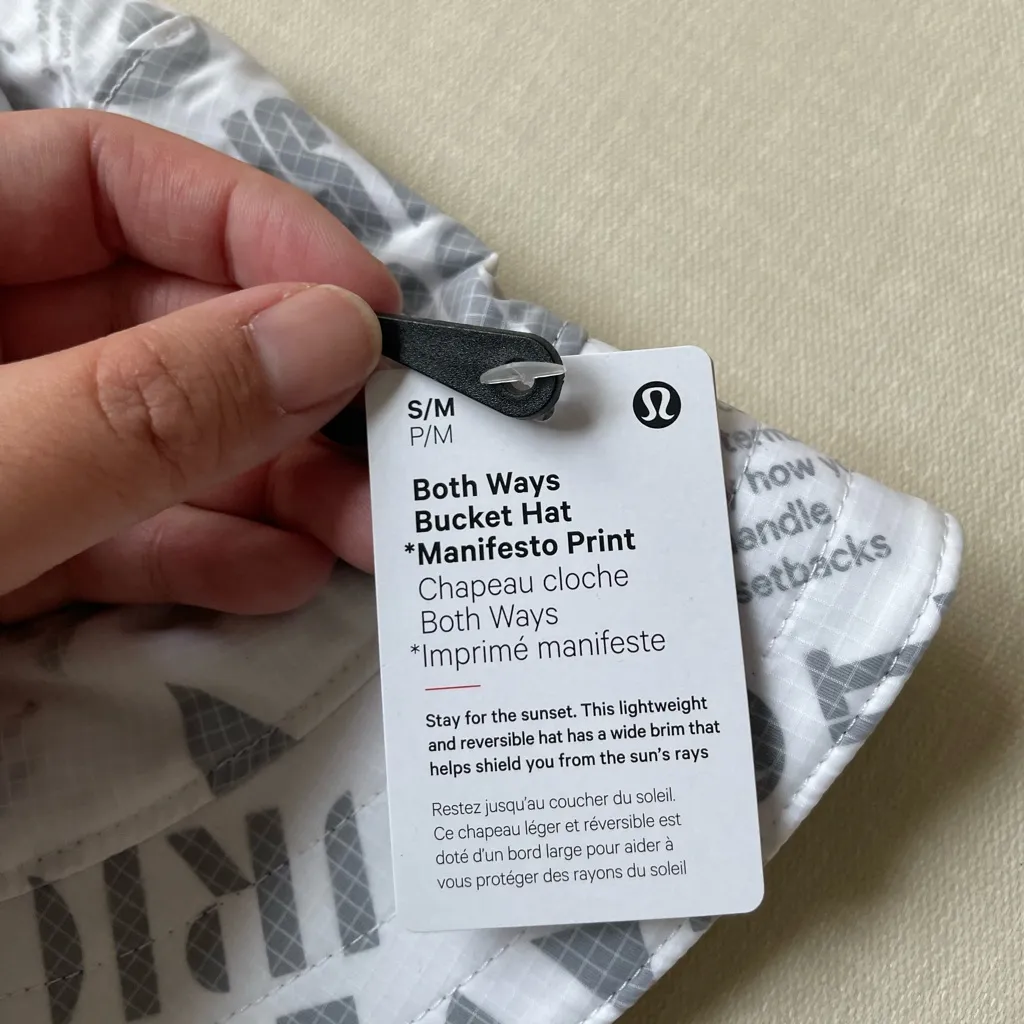 S/M
P/M
Both Ways
Bucket Hat
*Manifesto Print
Chapeau cloche
Both Ways
*Imprimé manifeste
Stay for the sunset. This lightweight
and reversible hat has a wide brim that
helps shield you from the sun's rays
Restez jusqu'au coucher du soleil.
Ce chapeau léger et réversible est
doté d'un bord large pour aider à
vous protéger des rayons du soleil
how
setbacks